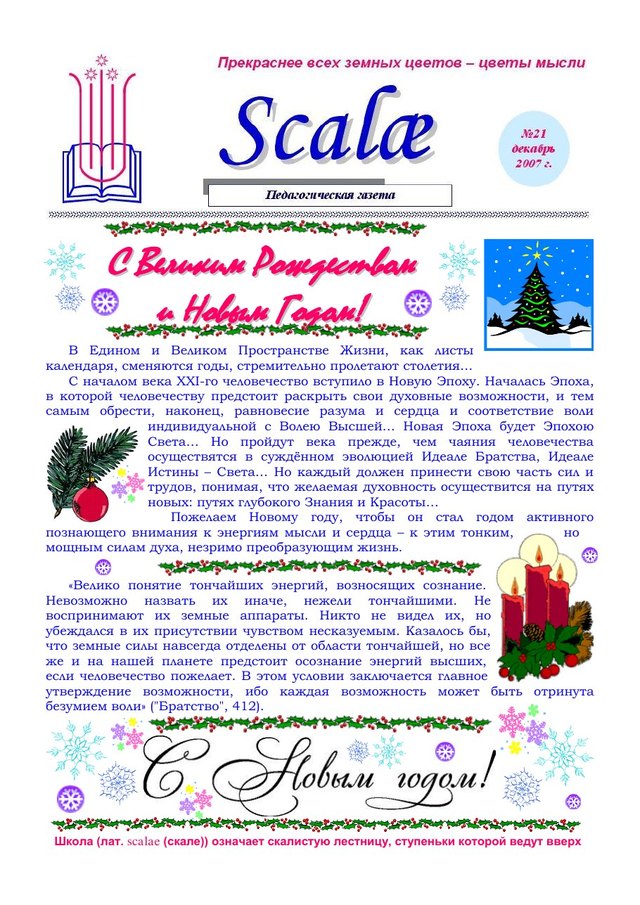 Прекраснее всех земных цветов – цветы мысли
Scalæ
№21
декабрь
2007 г.
Педагогическая газета
С Великим Рождеством
и Новым Годом!
В Едином и Великом Пространстве Жизни, как листы
календаря, сменяются годы, стремительно пролетают столетия…
С началом века XXI-го человечество вступило в Новую Эпоху. Началась Эпоха,
в которой человечеству предстоит раскрыть свои духовные возможности, и тем
самым обрести, наконец, равновесие разума и сердца и соответствие воли
индивидуальной с Волею Высшей… Новая Эпоха будет Эпохою
Света… Но пройдут века прежде, чем чаяния человечества
осуществятся в суждённом эволюцией Идеале Братства, Идеале
Истины – Света… Но каждый должен принести свою часть сил и
трудов, понимая, что желаемая духовность осуществится на путях
новых: путях глубокого Знания и Красоты…
Пожелаем Новому году, чтобы он стал годом активного
познающего внимания к энергиям мысли и сердца – к этим тонким, но
мощным силам духа, незримо преобразующим жизнь.
«Велико понятие тончайших энергий, возносящих сознание.
Невозможно назвать их иначе, нежели тончайшими. Не
воспринимают их земные аппараты. Никто не видел их, но
убеждался в их присутствии чувством несказуемым. Казалось бы,
что земные силы навсегда отделены от области тончайшей, но все
же и на нашей планете предстоит осознание энергий высших,
если человечество пожелает. В этом условии заключается главное
утверждение возможности, ибо каждая возможность может быть отринута
безумием воли» ("Братство", 412).
С Новым годом!
Школа (лат. scalae (скале)) означает скалистую лестницу, ступеньки которой ведут вверх